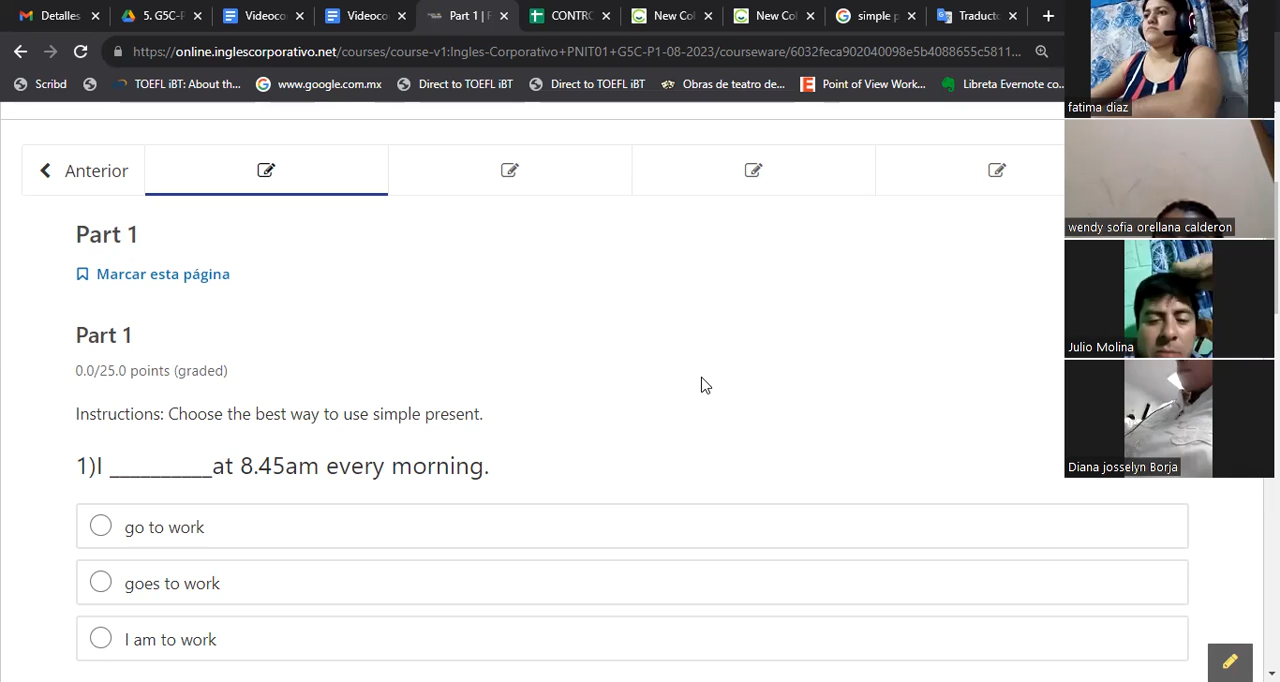 Detalles
5. G5C-F
Videoco
Videoco
Part 1 | F
CONTRC
New Col
New Col
simple p
Traducto
https://online.inglescorporativo.net/courses/course-v1:Ingles-Corporativo+PNIT01+G5C-P1-08-2023/courseware/6032feca902040098e5b4088655c5811...
Scribd
TOEFL iBT: About th...
www.google.com.mx
Direct to TOEFL iBT
Direct to TOEFL iBT
Obras de teatro de...
Point of View Work...
Libreta Evernote co...
Anterior
Part 1
Marcar esta página
Part 1
0.0/25.0 points (graded)
Instructions: Choose the best way to use simple present.
1)I __________at 8.45am every morning.
go to work
goes to work
I am to work
fatima diaz
wendy sofia orellana calderon
Julio Molina
Diana josselyn Borja